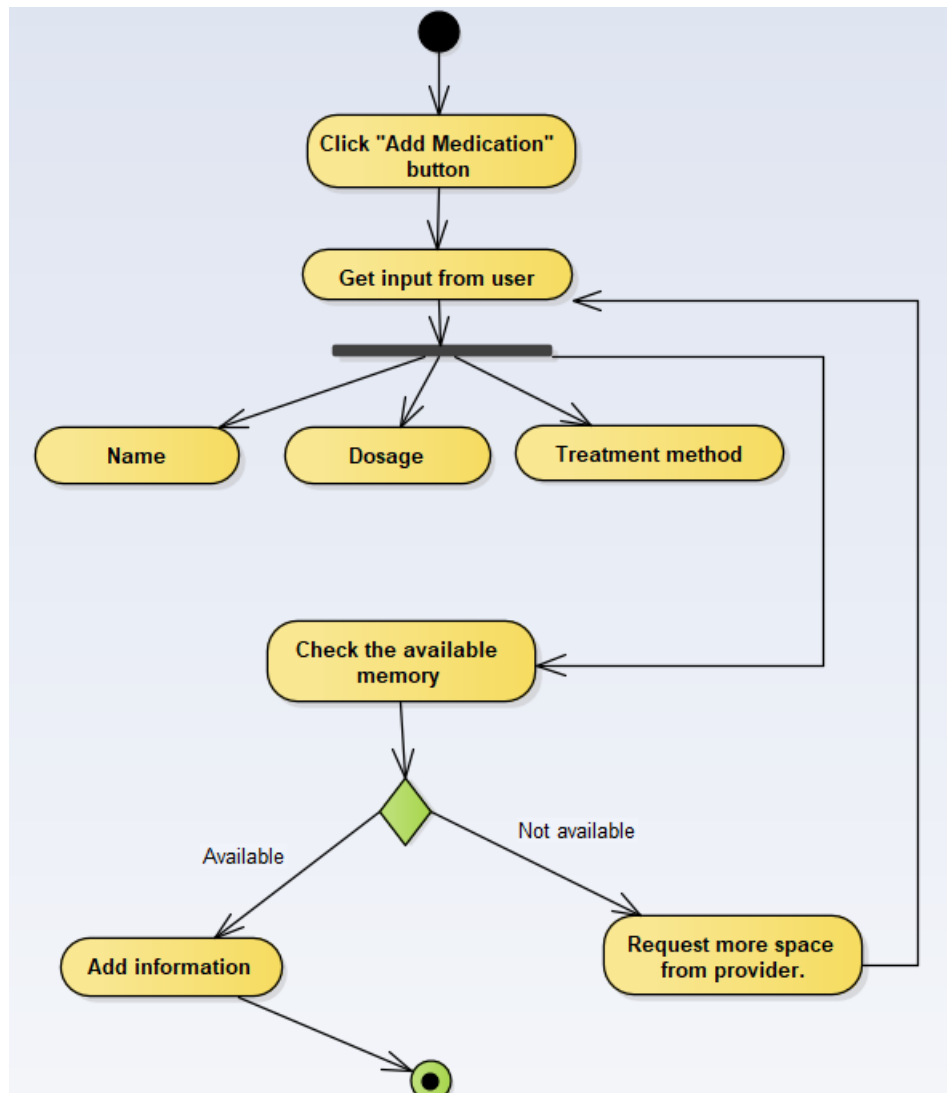 Click "Add Medication"
button
Get input from user
Name
Dosage
Treatment method
Check the available
memory
Not available
Available
Request more space
from provider.
Add information